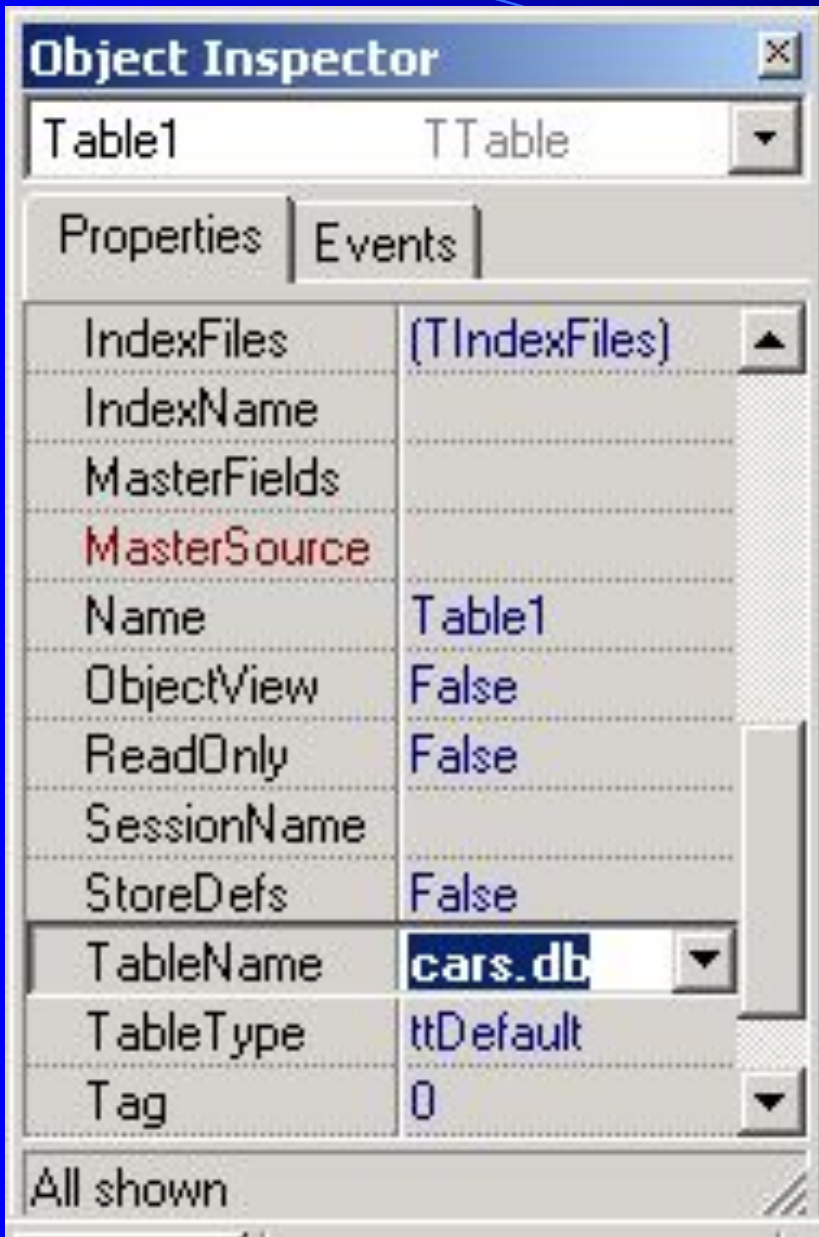 Object Inspector
Table1 TTable
Properties Events
IndexFiles (TIndexFiles)
IndexName
MasterFields
MasterSource
Name Table1
ObjectView False
ReadOnly False
SessionName
StoreDefs False
TableName cars.db
TableType ttDefault
Tag 0
All shown